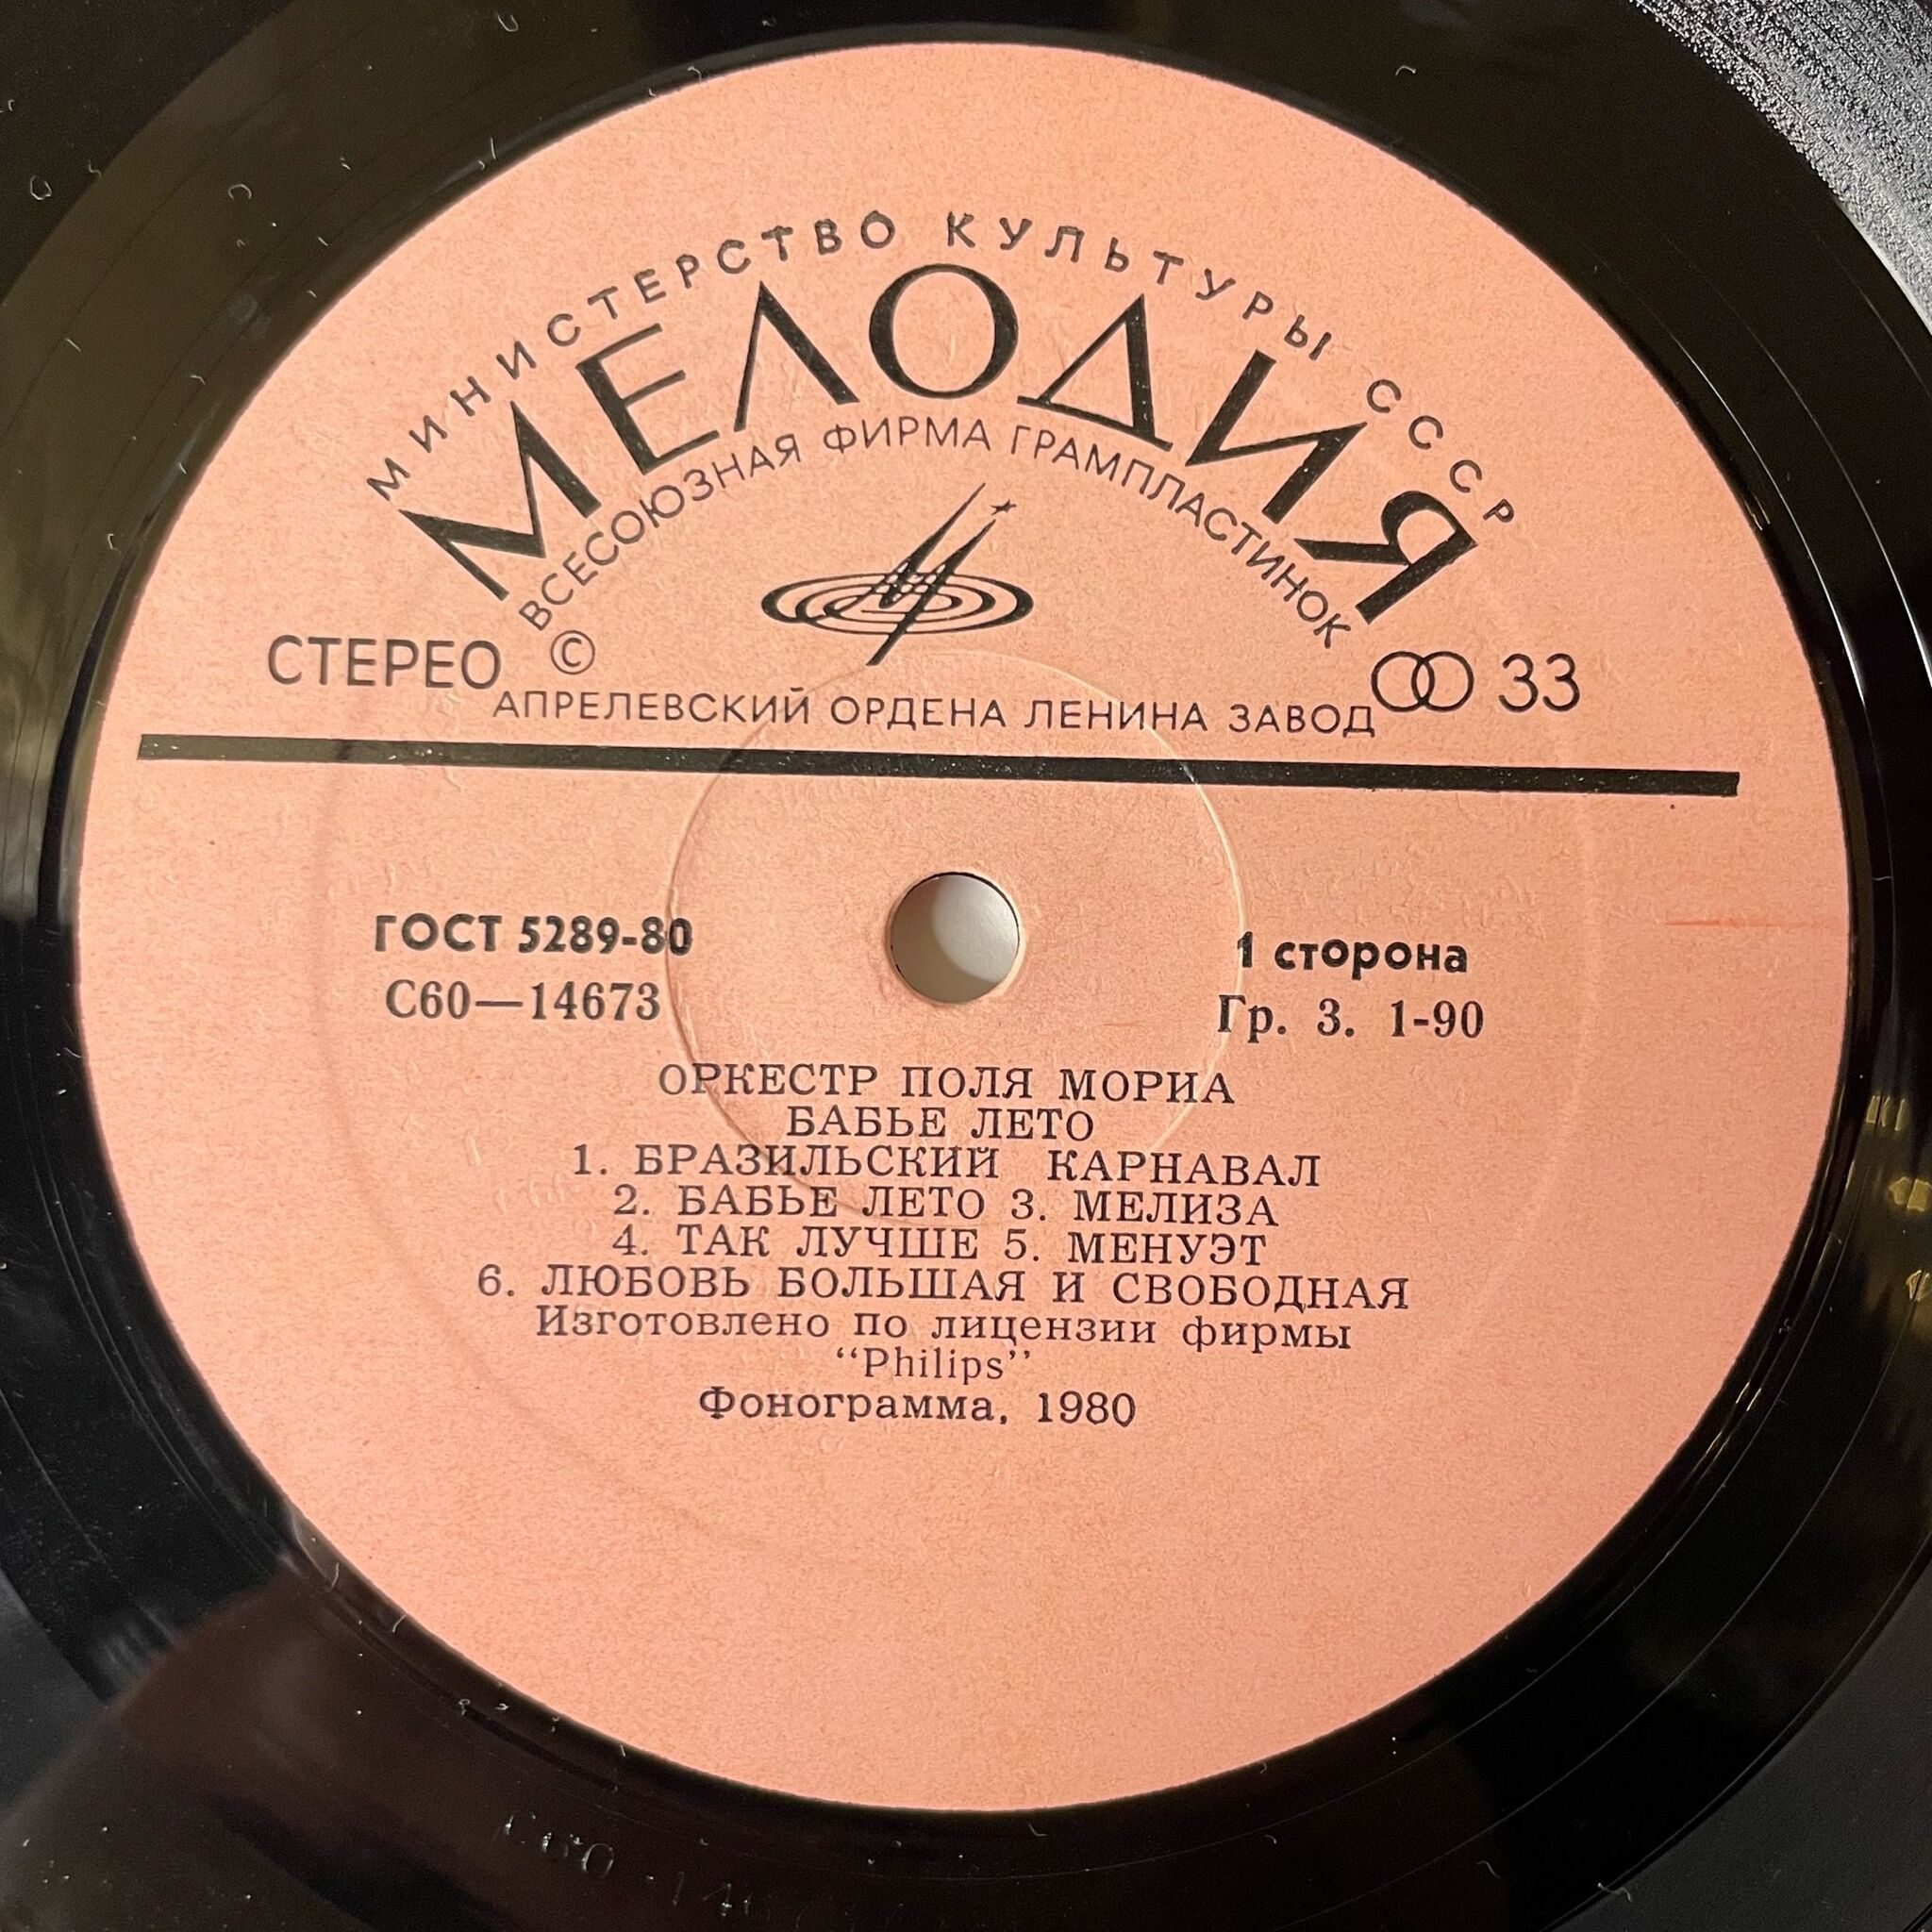 МИНИСТЕРСТВО КУЛЬТУРЫ СССР
МЕЛОДИЯ
ВСЕСОЮЗНАЯ ФИРМА ГРАМПЛАСТИНОК
СТЕРЕО © 33
АПРЕЛЕВСКИЙ ОРДЕНА ЛЕНИНА ЗАВОД
ГОСТ 5289-80
С60—14673
1 сторона
Гр. 3. 1-90
ОРКЕСТР ПОЛЯ МОРИА
БАБЬЕ ЛЕТО
1. БРАЗИЛЬСКИЙ КАРНАВАЛ
2. БАБЬЕ ЛЕТО 3. МЕЛИЗА
4. ТАК ЛУЧШЕ 5. МЕНУЭТ
6. ЛЮБОВЬ БОЛЬШАЯ И СВОБОДНАЯ
Изготовлено по лицензии фирмы
“Philips”
Фонограмма, 1980